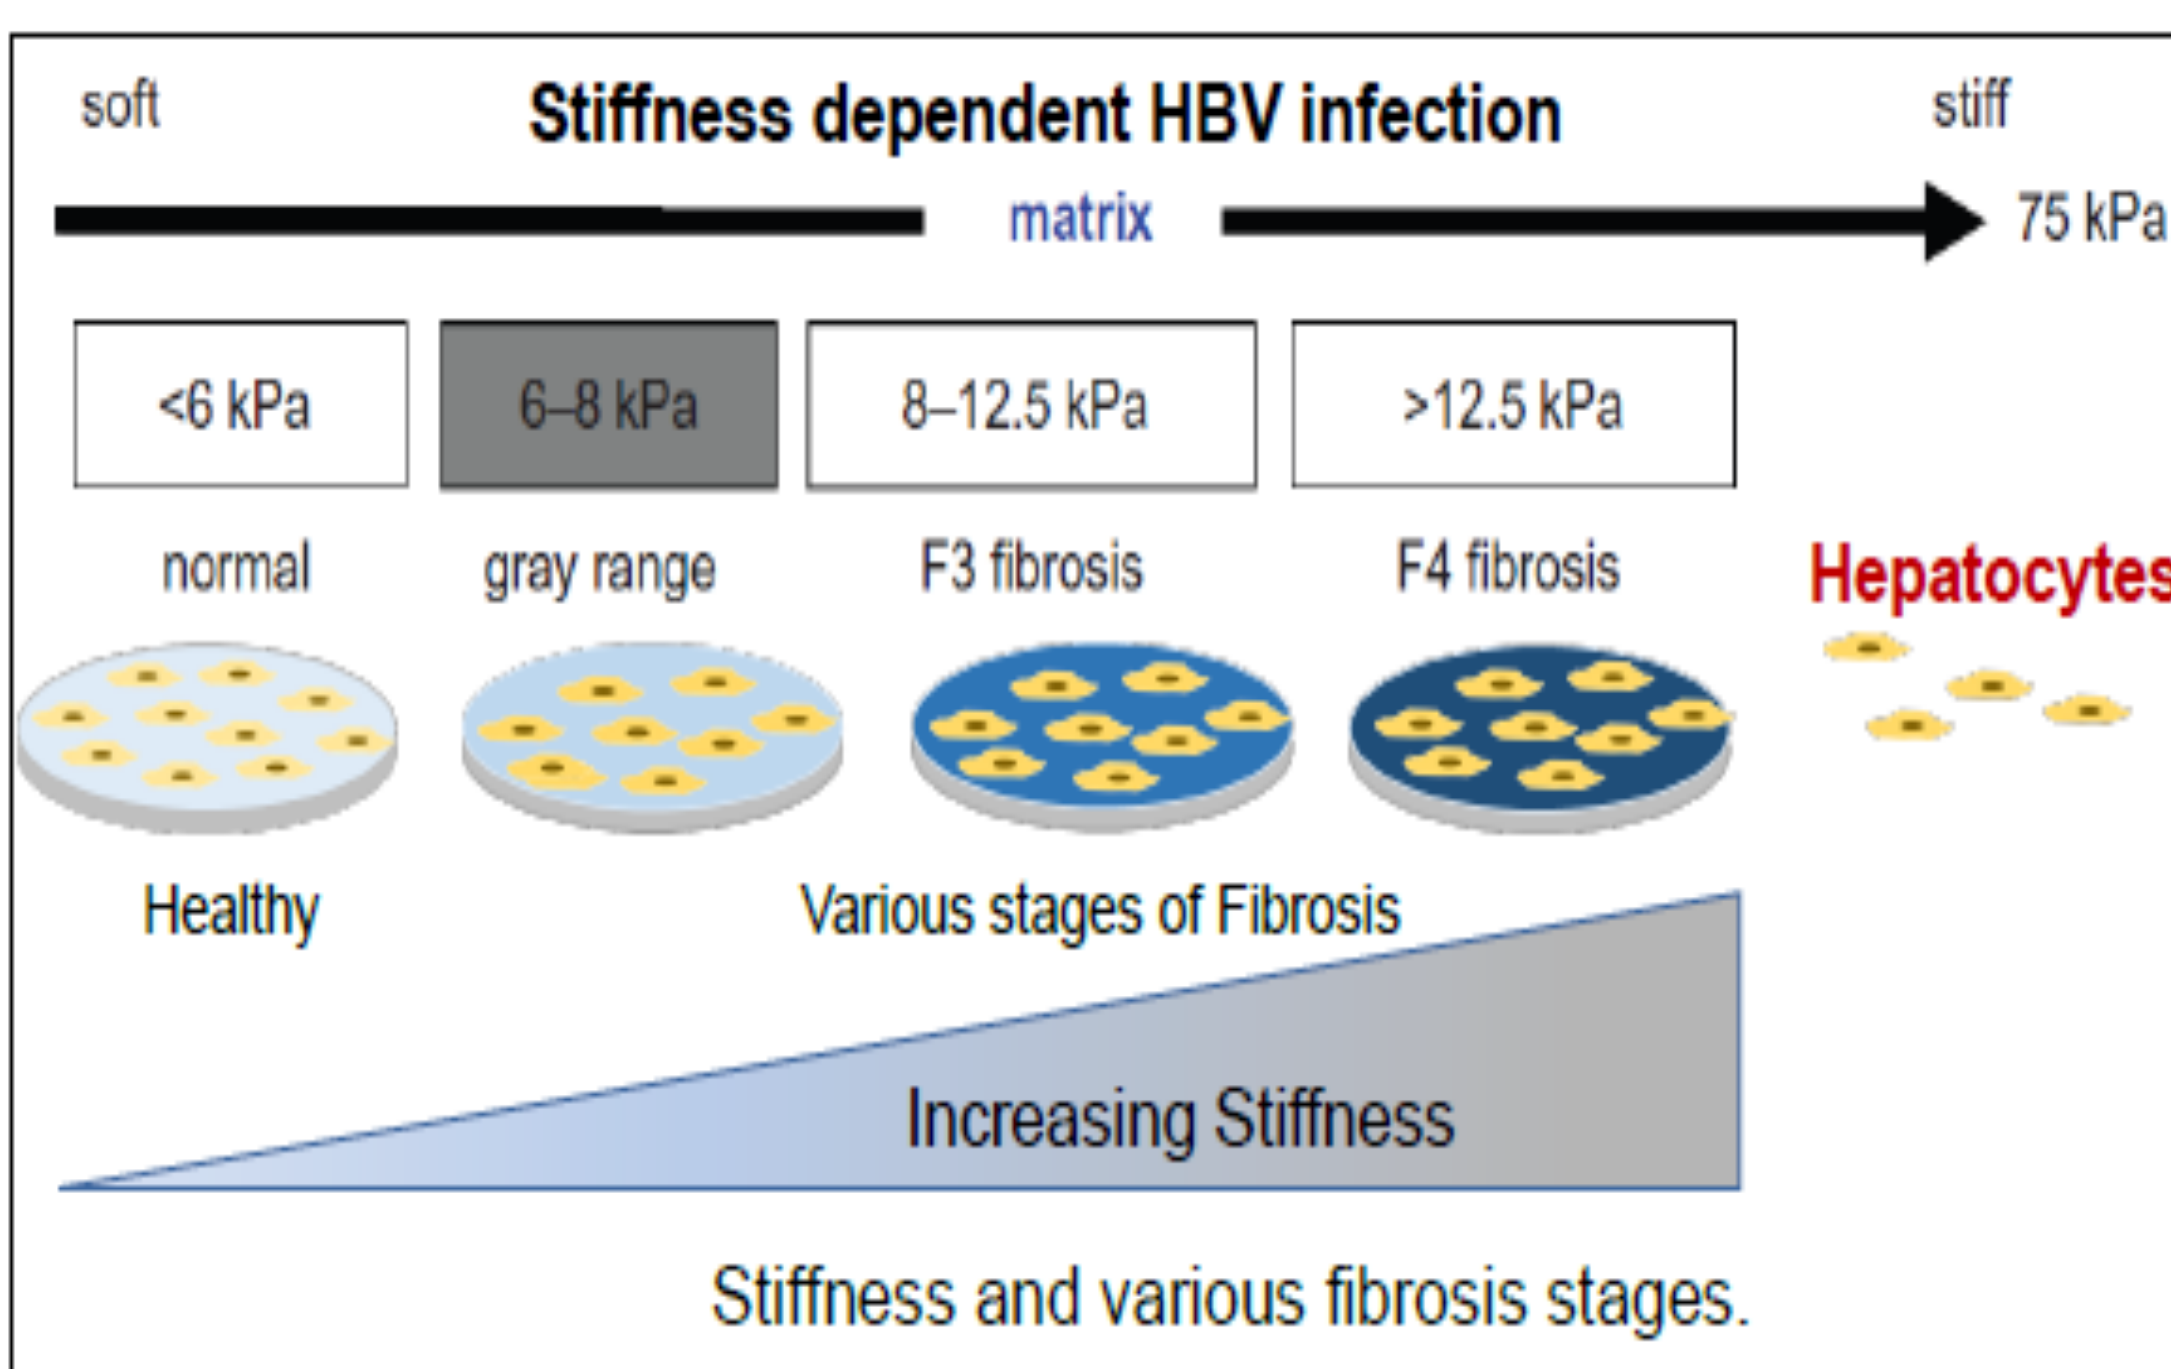 soft Stiffness dependent HBV infection stiff
matrix 75 kPa
<6 kPa 6–8 kPa 8–12.5 kPa >12.5 kPa
normal gray range F3 fibrosis F4 fibrosis Hepatocytes
Healthy Various stages of Fibrosis
Increasing Stiffness
Stiffness and various fibrosis stages.